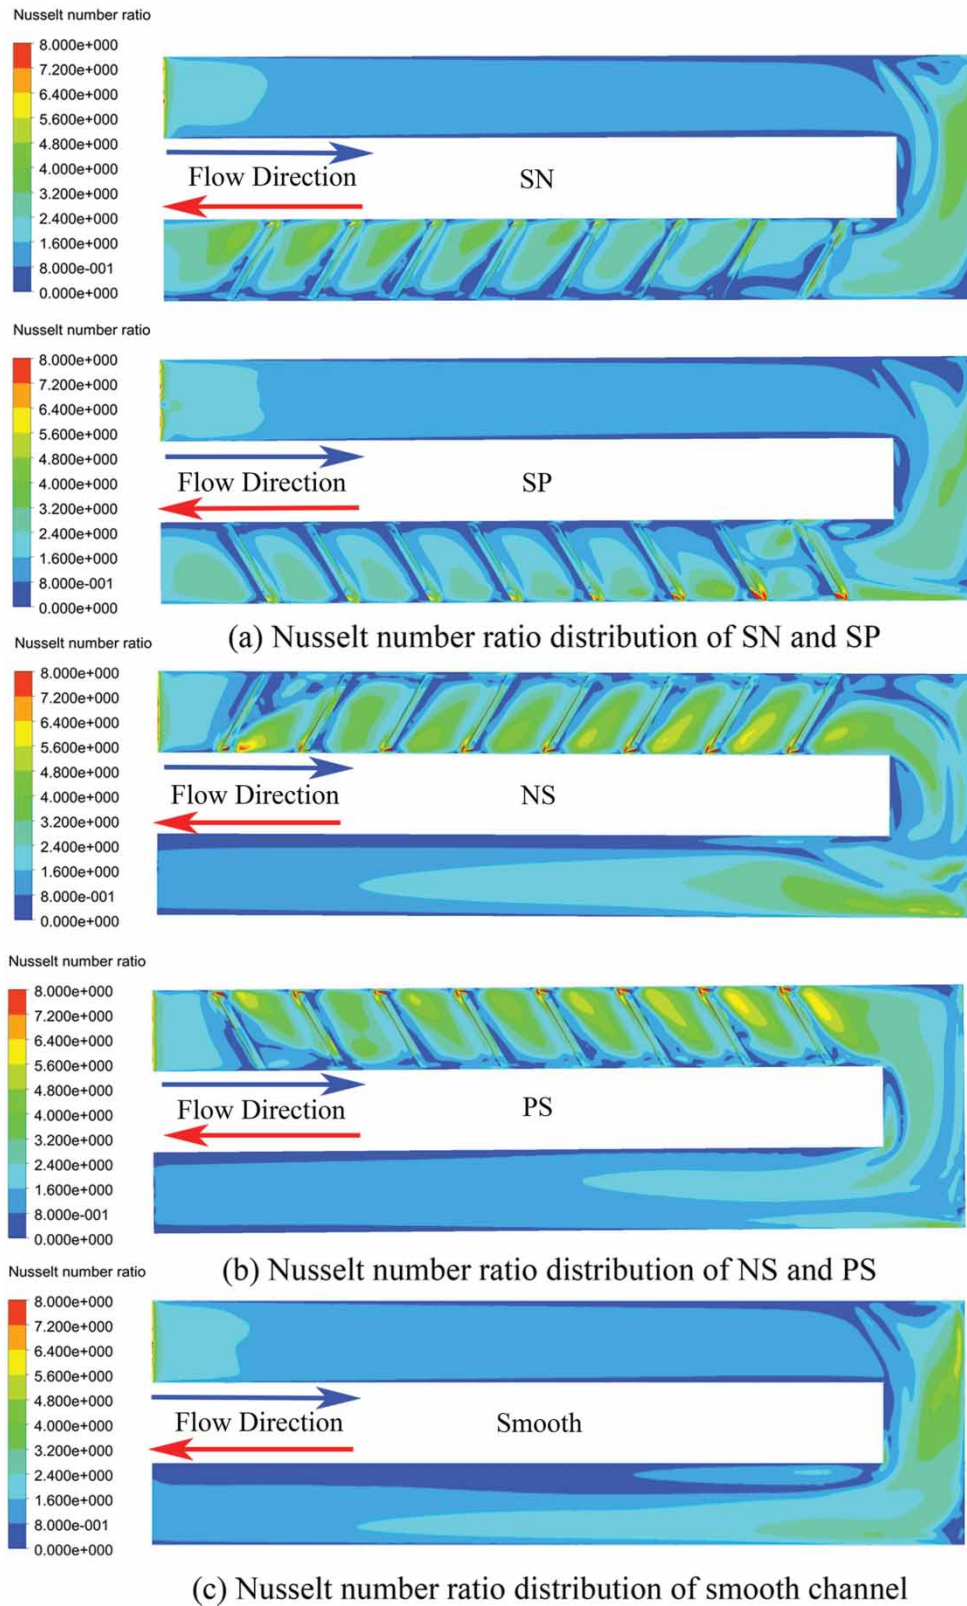 Nusselt number ratio
8.000e+000
7.200e+000
6.400e+000
5.600e+000
4.800e+000
4.000e+000
3.200e+000
2.400e+000
1.600e+000
8.000e-001
0.000e+000
Flow Direction
SN
Nusselt number ratio
8.000e+000
7.200e+000
6.400e+000
5.600e+000
4.800e+000
4.000e+000
3.200e+000
2.400e+000
1.600e+000
8.000e-001
0.000e+000
Flow Direction
SP
(a) Nusselt number ratio distribution of SN and SP
Nusselt number ratio
8.000e+000
7.200e+000
6.400e+000
5.600e+000
4.800e+000
4.000e+000
3.200e+000
2.400e+000
1.600e+000
8.000e-001
0.000e+000
Flow Direction
NS
Nusselt number ratio
8.000e+000
7.200e+000
6.400e+000
5.600e+000
4.800e+000
4.000e+000
3.200e+000
2.400e+000
1.600e+000
8.000e-001
0.000e+000
Flow Direction
PS
(b) Nusselt number ratio distribution of NS and PS
Nusselt number ratio
8.000e+000
7.200e+000
6.400e+000
5.600e+000
4.800e+000
4.000e+000
3.200e+000
2.400e+000
1.600e+000
8.000e-001
0.000e+000
Flow Direction
Smooth
(c) Nusselt number ratio distribution of smooth channel